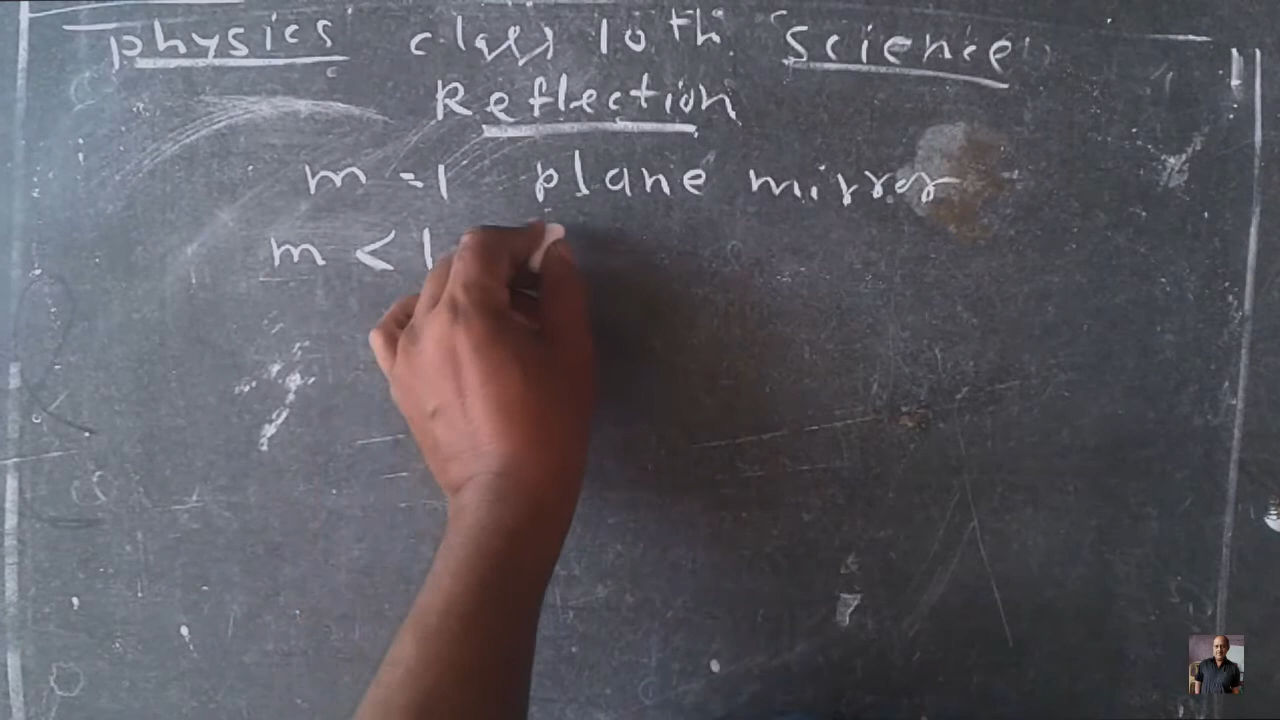 Physics class 10th Science
Reflection
m = 1 plane mirror
m < 1